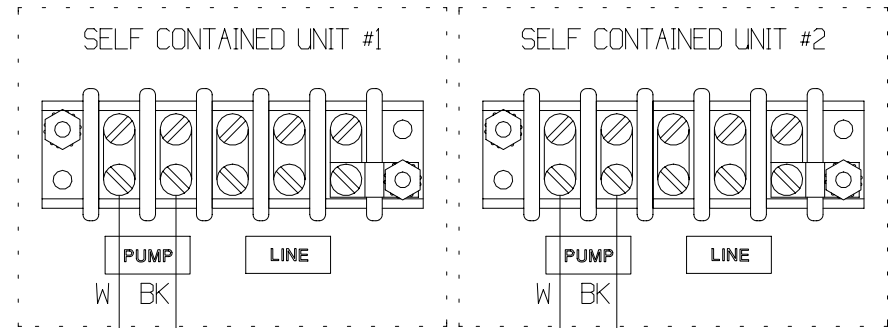 SELF CONTAINED UNIT #1
PUMP
LINE
W BK
SELF CONTAINED UNIT #2
PUMP
LINE
W BK